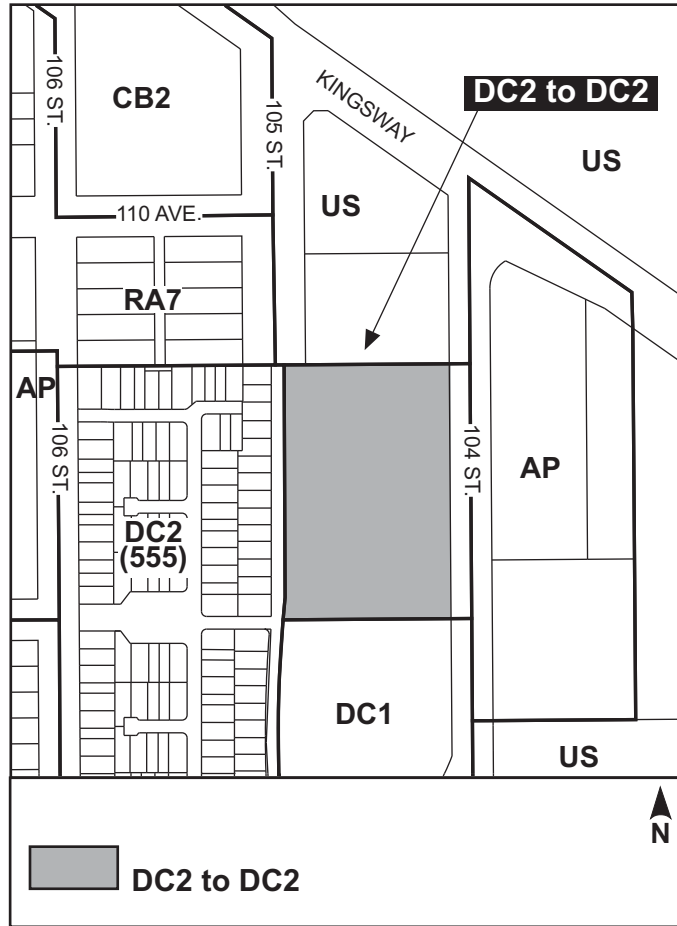 106 ST.
CB2
105 ST.
KINGSWAY
DC2 to DC2
US
US
110 AVE.
RA7
AP
106 ST.
DC2
(555)
104 ST.
AP
DC1
US
N
DC2 to DC2